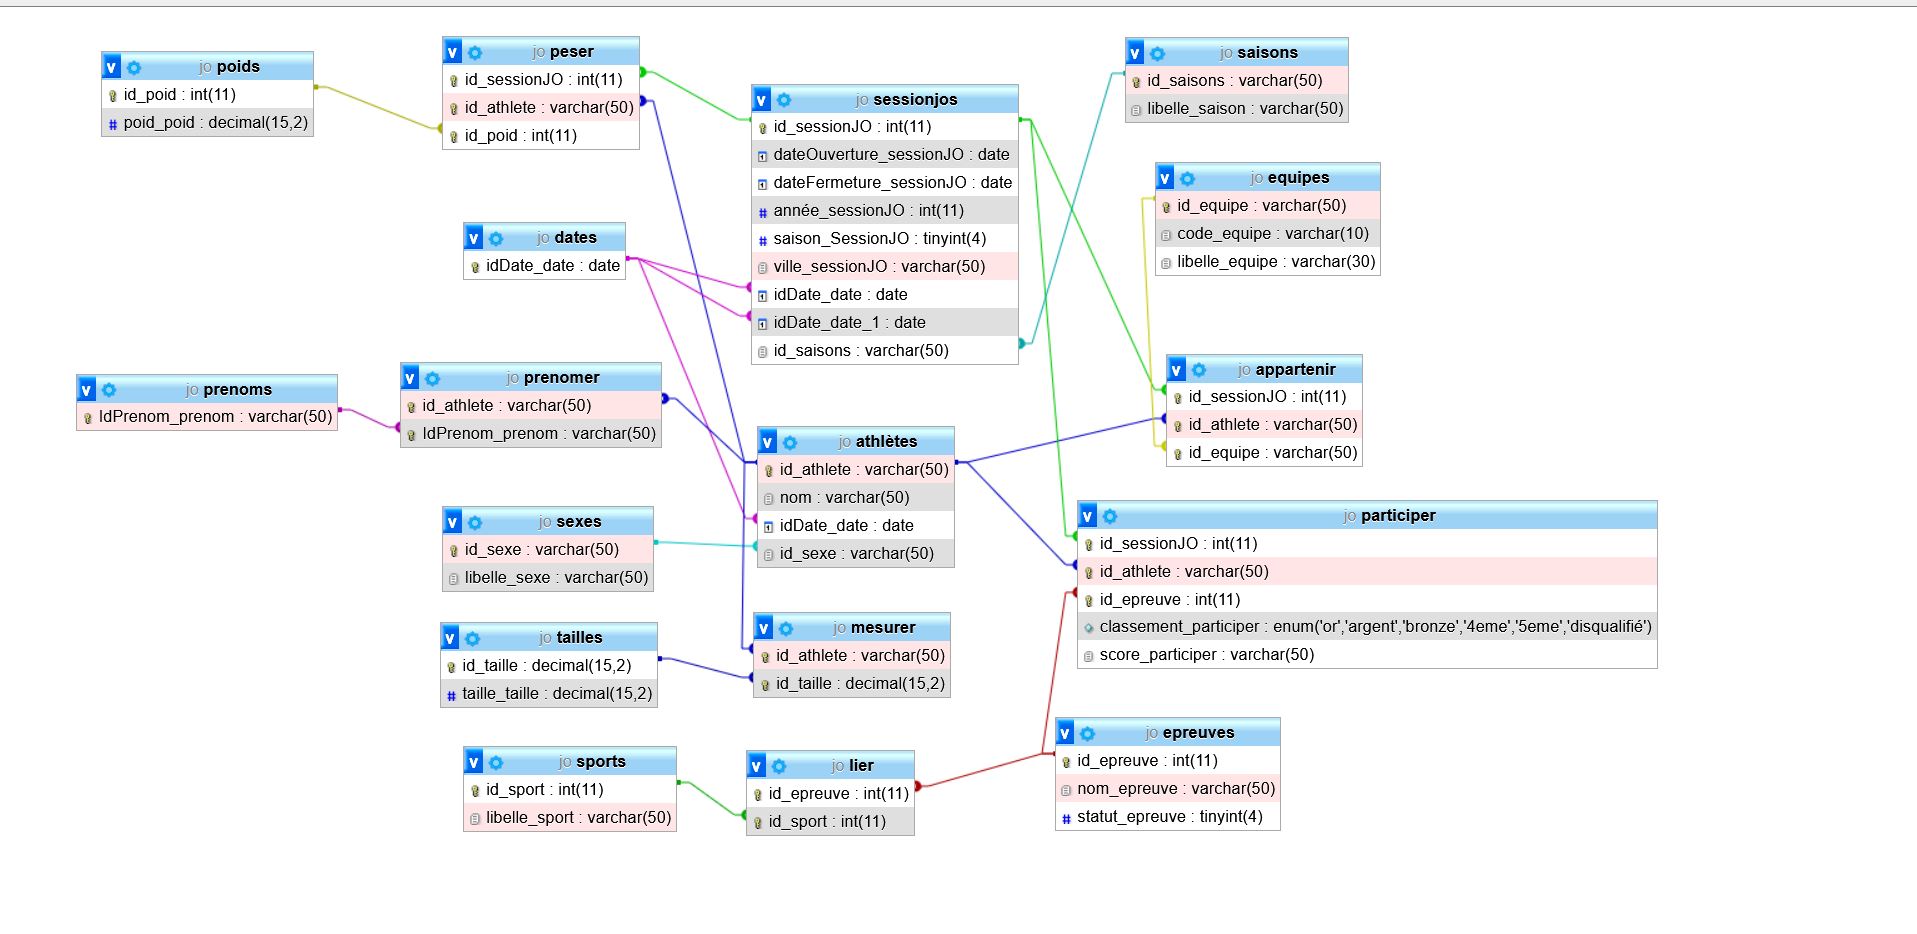 v jo poids
id_poid : int(11)
# poid_poid : decimal(15,2)
v jo peser
id_sessionJO : int(11)
id_athlete : varchar(50)
id_poid : int(11)
v jo sessionjos
id_sessionJO : int(11)
dateOuverture_sessionJO : date
dateFermeture_sessionJO : date
# année_sessionJO : int(11)
# saison_SessionJO : tinyint(4)
ville_sessionJO : varchar(50)
idDate_date : date
idDate_date_1 : date
id_saisons : varchar(50)
v jo saisons
id_saisons : varchar(50)
libelle_saison : varchar(50)
v jo equipes
id_equipe : varchar(50)
code_equipe : varchar(10)
libelle_equipe : varchar(30)
v jo dates
idDate_date : date
v jo prenoms
IdPrenom_prenom : varchar(50)
v jo prenomer
id_athlete : varchar(50)
IdPrenom_prenom : varchar(50)
v jo athlètes
id_athlete : varchar(50)
nom : varchar(50)
idDate_date : date
id_sexe : varchar(50)
v jo appartenir
id_sessionJO : int(11)
id_athlete : varchar(50)
id_equipe : varchar(50)
v jo sexes
id_sexe : varchar(50)
libelle_sexe : varchar(50)
v jo participer
id_sessionJO : int(11)
id_athlete : varchar(50)
id_epreuve : int(11)
classement_participer : enum('or','argent','bronze','4eme','5eme','disqualifié')
score_participer : varchar(50)
v jo tailles
id_taille : decimal(15,2)
# taille_taille : decimal(15,2)
v jo mesurer
id_athlete : varchar(50)
id_taille : decimal(15,2)
v jo sports
id_sport : int(11)
libelle_sport : varchar(50)
v jo lier
id_epreuve : int(11)
id_sport : int(11)
v jo epreuves
id_epreuve : int(11)
nom_epreuve : varchar(50)
# statut_epreuve : tinyint(4)